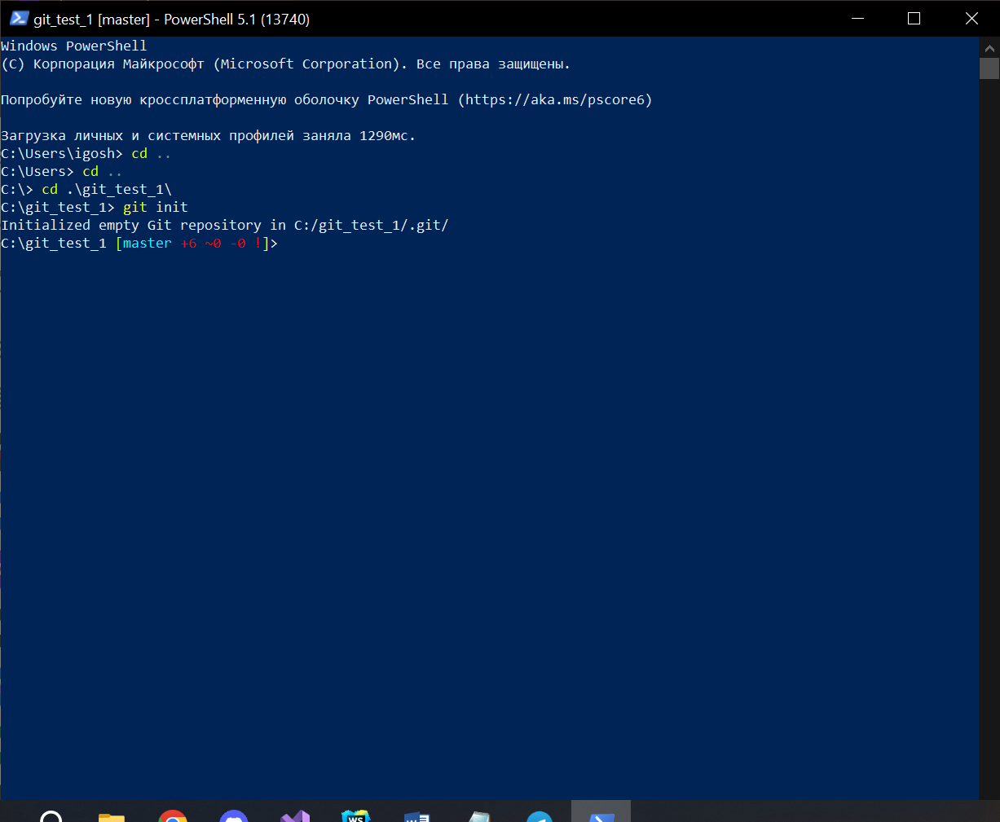 git_test_1 [master] - PowerShell 5.1 (13740)
Windows PowerShell
(C) Корпорация Майкрософт (Microsoft Corporation). Все права защищены.
Попробуйте новую кроссплатформенную оболочку PowerShell (https://aka.ms/pscore6)
Загрузка личных и системных профилей заняла 1290мс.
C:\Users\igosh> cd ..
C:\Users> cd ..
C:\> cd .\git_test_1\
C:\git_test_1> git init
Initialized empty Git repository in C:/git_test_1/.git/
C:\git_test_1 [master +6 ~0 -0 !]>
WS